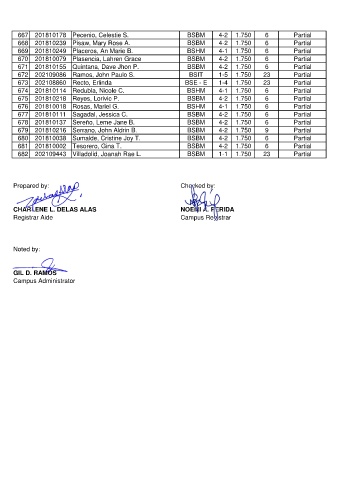 667 201810178 Pecenio, Celestie S. BSBM 4-2 1.750 6 Partial
668 201810239 Pisaw, Mary Rose A. BSBM 4-2 1.750 6 Partial
669 201810249 Placeros, An Marie B. BSHM 4-1 1.750 6 Partial
670 201810079 Plasencia, Lahren Grace BSBM 4-2 1.750 6 Partial
671 201810155 Quintana, Dave Jhon P. BSBM 4-2 1.750 6 Partial
672 202109086 Ramos, John Paulo S. BSIT 1-5 1.750 23 Partial
673 202108860 Recto, Erlinda BSE - E 1-4 1.750 23 Partial
674 201810114 Redubla, Nicole C. BSHM 4-1 1.750 6 Partial
675 201810218 Reyes, Lorivic P. BSBM 4-2 1.750 6 Partial
676 201810018 Rosas, Mariel G. BSHM 4-1 1.750 6 Partial
677 201810111 Sagadal, Jessica C. BSBM 4-2 1.750 6 Partial
678 201810137 Sereño, Leme Jane B. BSBM 4-2 1.750 6 Partial
679 201810216 Serrano, John Aldrin B. BSBM 4-2 1.750 9 Partial
680 201810038 Sumalde, Cristine Joy T. BSBM 4-2 1.750 6 Partial
681 201810002 Tesorero, Gina T. BSBM 4-2 1.750 6 Partial
682 202109443 Villadolid, Joanah Rae L. BSBM 1-1 1.750 23 Partial
Prepared by: Checked by:
CHARLENE L. DELAS ALAS NOEMI A. PERIDA
Registrar Aide Campus Registrar
Noted by:
GIL D. RAMOS
Campus Administrator